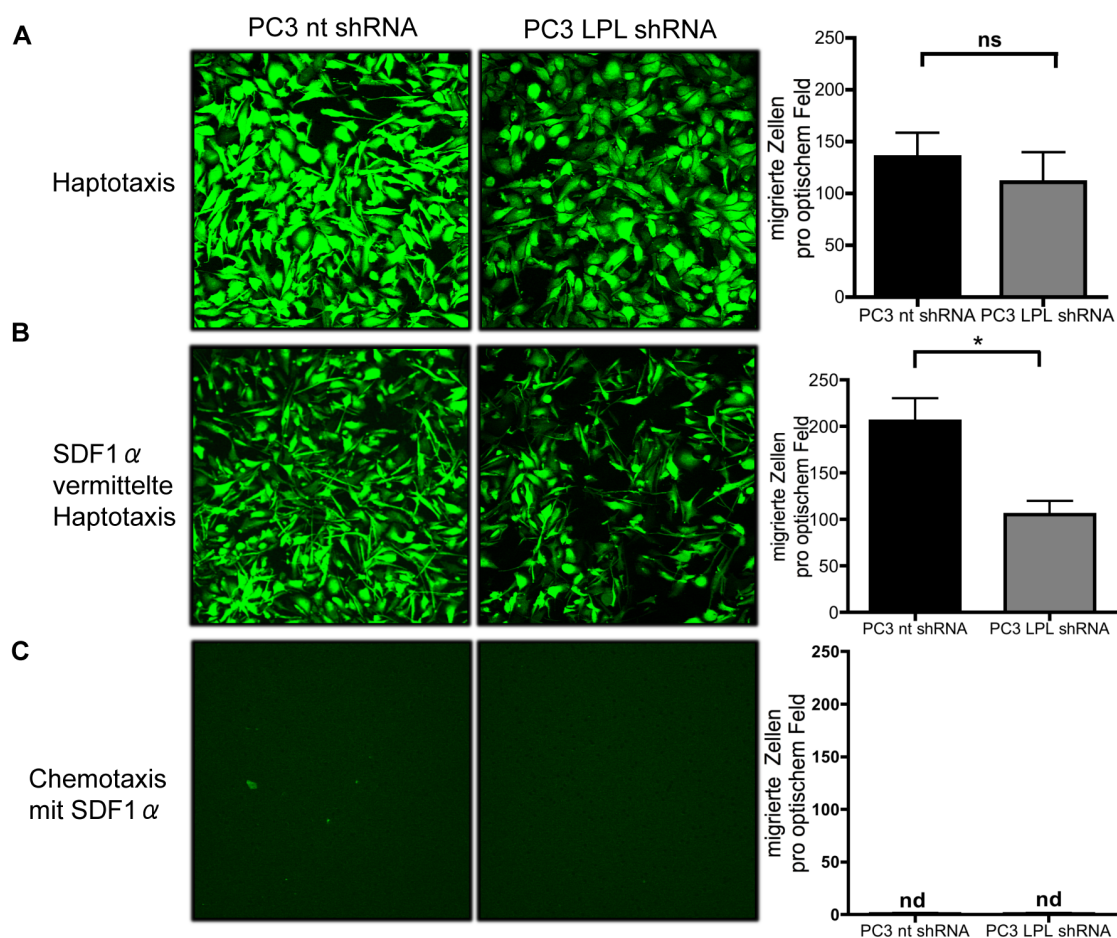 PC3 nt shRNA
PC3 LPL shRNA
A
Haptotaxis
migrierte Zellen
pro optischem Feld
250
200
150
100
50
0
ns
PC3 nt shRNA
PC3 LPL shRNA
B
SDF1 α
vermittelte
Haptotaxis
migrierte Zellen
pro optischem Feld
250
200
150
100
50
0
*
PC3 nt shRNA
PC3 LPL shRNA
C
Chemotaxis
mit SDF1 α
migrierte Zellen
pro optischem Feld
250
200
150
100
50
0
nd
nd
PC3 nt shRNA
PC3 LPL shRNA